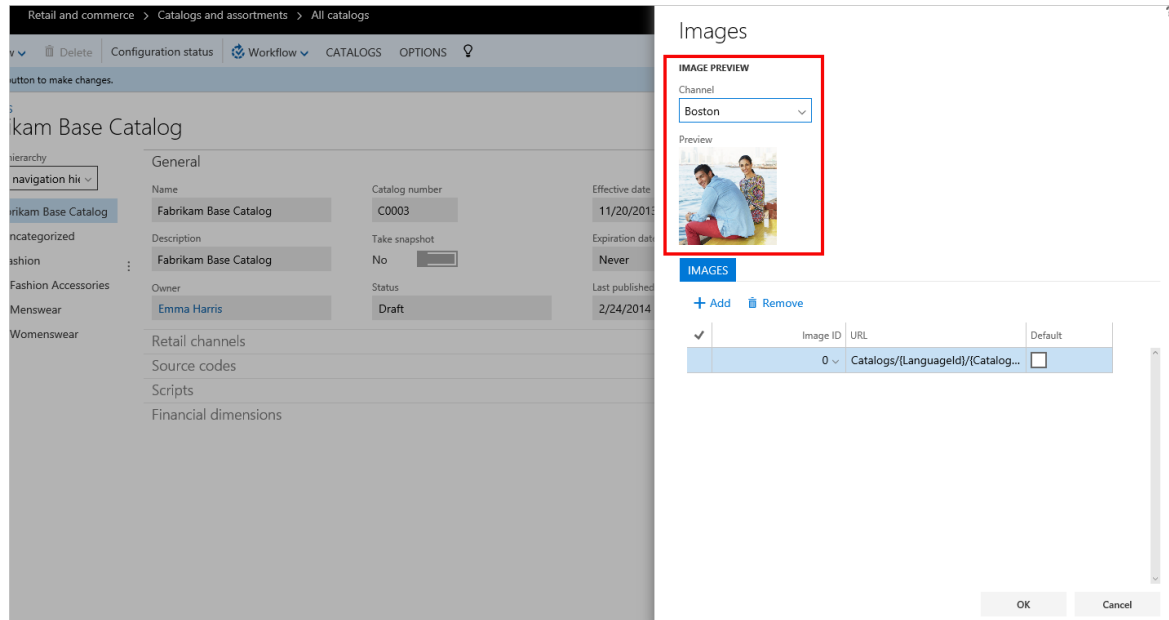 Retail and commerce > Catalogs and assortments > All catalogs
Delete Configuration status Workflow CATALOGS OPTIONS
button to make changes.
ikam Base Catalog
hierarchy
navigation hie
rikam Base Catalog
ncategorized
ashion
Fashion Accessories
Menswear
Womenswear
General
Name
Fabrikam Base Catalog
Description
Fabrikam Base Catalog
Owner
Emma Harris
Catalog number
C0003
Take snapshot
No
Status
Draft
Effective date
11/20/2013
Expiration date
Never
Last published
2/24/2014
Retail channels
Source codes
Scripts
Financial dimensions
Images
IMAGE PREVIEW
Channel
Boston
Preview
IMAGES
+ Add Remove
Image ID URL Default
0 Catalogs/{LanguageId}/{Catalog...
OK Cancel